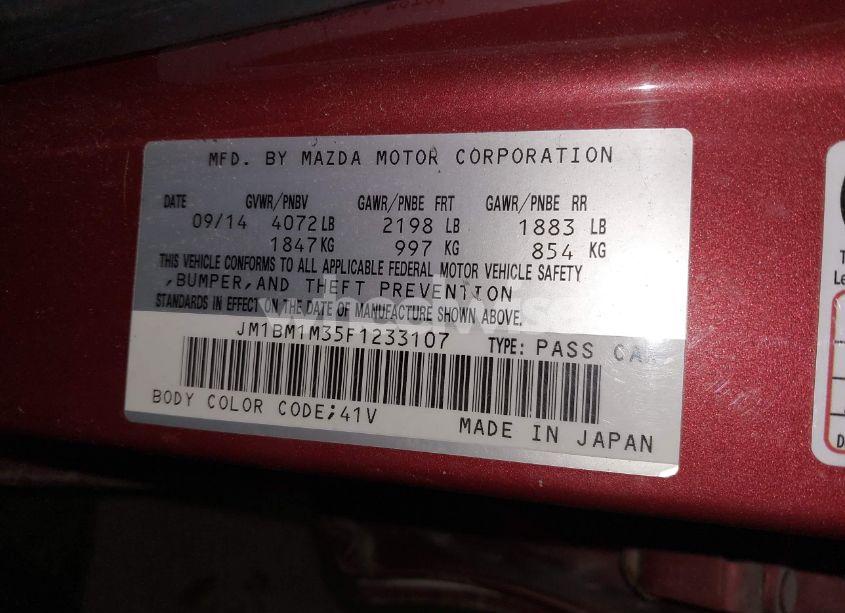 MFD. BY MAZDA MOTOR CORPORATION
DATE GVWR/PNBV GAWR/PNBE FRT GAWR/PNBE RR
09/14 4072 LB 2198 LB 1883 LB
1847 KG 997 KG 854 KG
THIS VEHICLE CONFORMS TO ALL APPLICABLE FEDERAL MOTOR VEHICLE SAFETY
,BUMPER,AND THEFT PREVENTION
STANDARDS IN EFFECT ON THE DATE OF MANUFACTURE SHOWN ABOVE.
JM1BM1M35F1233107 TYPE: PASS CAR
BODY COLOR CODE;41V
MADE IN JAPAN